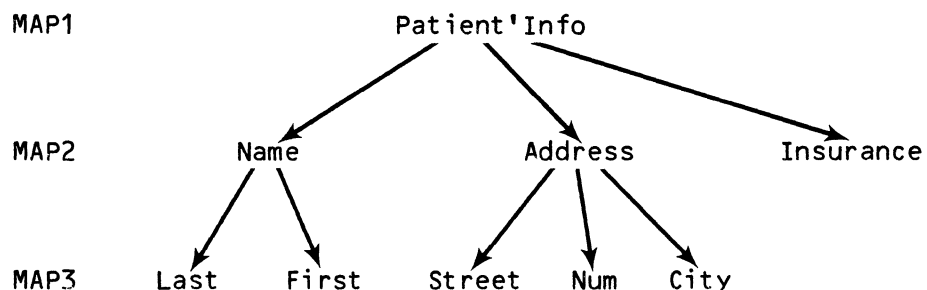 MAP1 Patient'Info
MAP2 Name Address Insurance
MAP3 Last First Street Num City